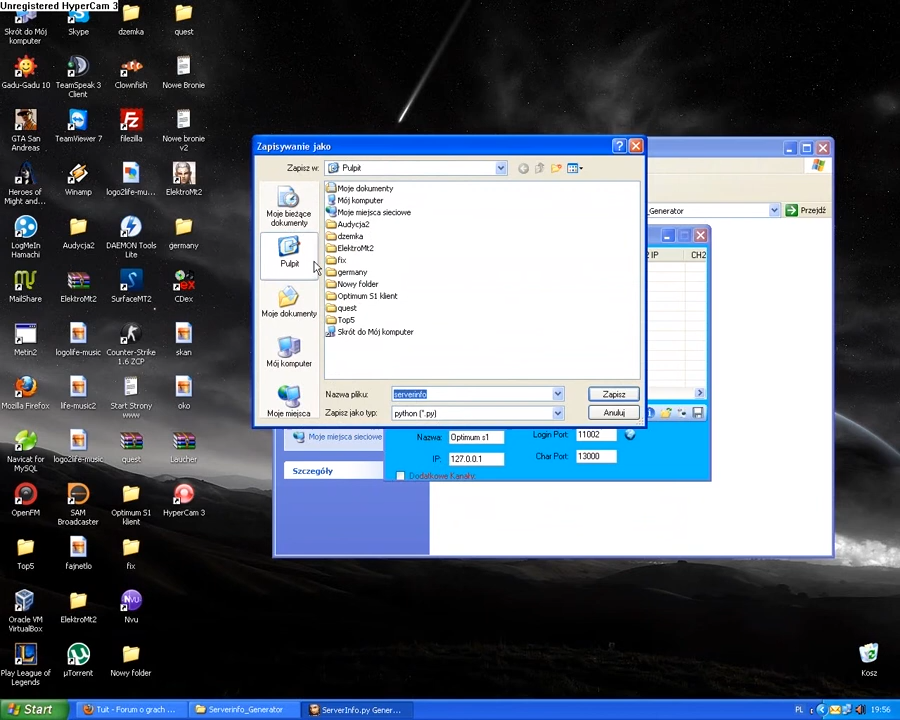 Unregistered HyperCam 3
Skrót do Mój komputer
Skype
dzemka
quest
Gadu-Gadu 10
TeamSpeak 3 Client
Clownfish
Nowe Bronie
GTA San Andreas
TeamViewer 7
filezilla
Nowe bronie v2
Heroes of Might and...
Winamp
logo2life-mu...
ElektroMt2
LogMeIn Hamachi
Audycja2
DAEMON Tools Lite
germany
MailShare
ElektroMt2
SurfaceMT2
CDex
Metin2
logolife-music
Counter-Strike 1.6 ZCP
skan
Mozilla Firefox
life-music2
Start Strony www
oko
Navicat for MySQL
logo2life-music
quest
Lauther
OpenFM
SAM Broadcaster
Optimum S1 klient
HyperCam 3
Top5
fajnetlo
fix
Oracle VM VirtualBox
ElektroMt2
Nvu
Play League of Legends
µTorrent
Nowy folder
Kosz
Zapisywanie jako
Zapisz w:
Pulpit
Moje bieżące dokumenty
Pulpit
Moje dokumenty
Mój komputer
Moje miejsca
Moje dokumenty
Mój komputer
Moje miejsca sieciowe
Audycja2
dzemka
ElektroMt2
fix
germany
Nowy folder
Optimum S1 klient
quest
Top5
Skrót do Mój komputer
Nazwa pliku:
serverinfo
Zapisz
Zapisz jako typ:
python (*.py)
Anuluj
_Generator
Przejdź
2 IP
CH2
Moje miejsca sieciowe
Szczegóły
Nazwa:
Optimum s1
Login Port:
11002
IP:
127.0.0.1
Char Port:
13000
Dodatkowe Kanały
Start
Tuit - Forum o grach ...
Serverinfo_Generator
ServerInfo.py Gener...
PL
19:56